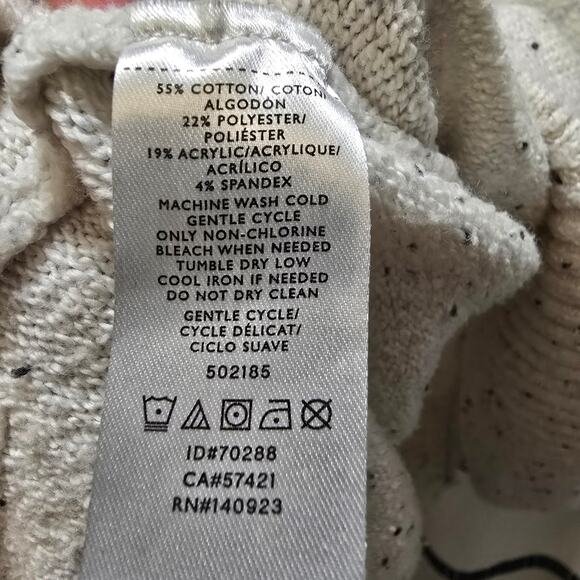 55% COTTON/ COTON/
ALGODÓN
22% POLYESTER/
POLIÉSTER
19% ACRYLIC/ACRYLIQUE/
ACRÍLICO
4% SPANDEX
MACHINE WASH COLD
GENTLE CYCLE
ONLY NON-CHLORINE
BLEACH WHEN NEEDED
TUMBLE DRY LOW
COOL IRON IF NEEDED
DO NOT DRY CLEAN
GENTLE CYCLE/
CYCLE DÉLICAT/
CICLO SUAVE
502185
ID#70288
CA#57421
RN#140923